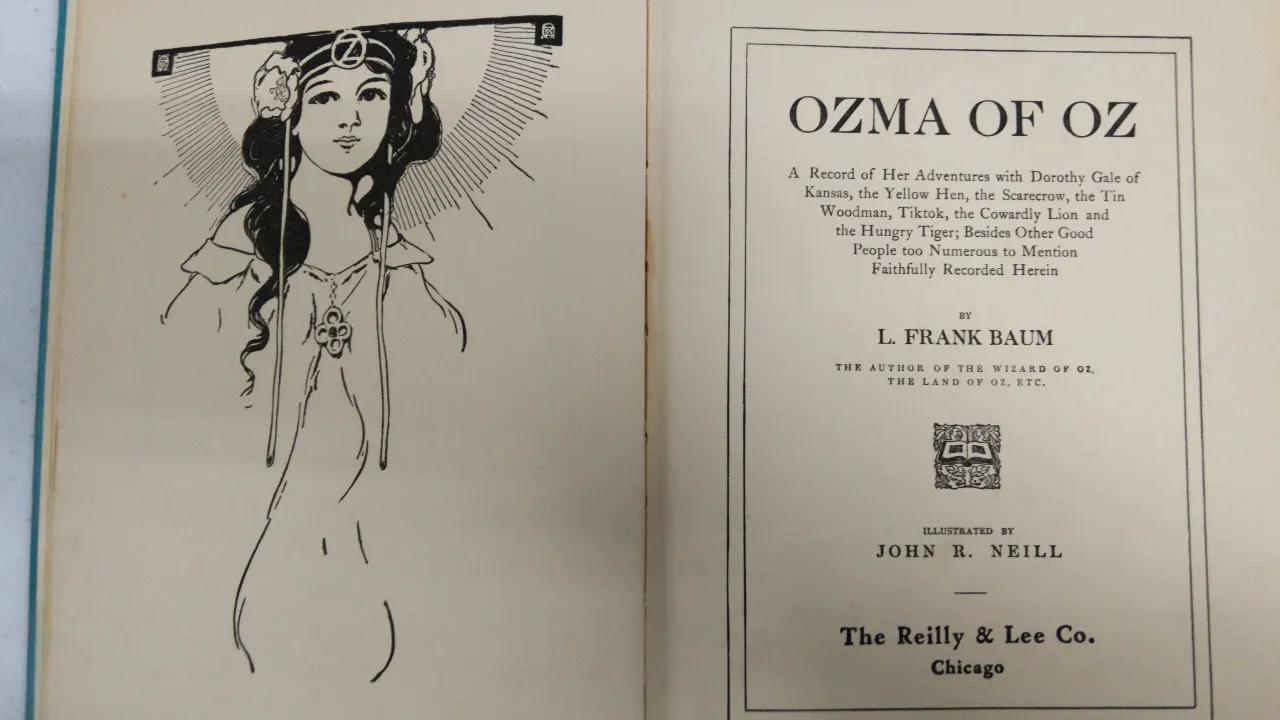 OZ
OZ
OZ
OZMA OF OZ
A Record of Her Adventures with Dorothy Gale of
Kansas, the Yellow Hen, the Scarecrow, the Tin
Woodman, Tiktok, the Cowardly Lion and
the Hungry Tiger; Besides Other Good
People too Numerous to Mention
Faithfully Recorded Herein
BY
L. FRANK BAUM
THE AUTHOR OF THE WIZARD OF OZ,
THE LAND OF OZ, ETC.
ILLUSTRATED BY
JOHN R. NEILL
The Reilly & Lee Co.
Chicago